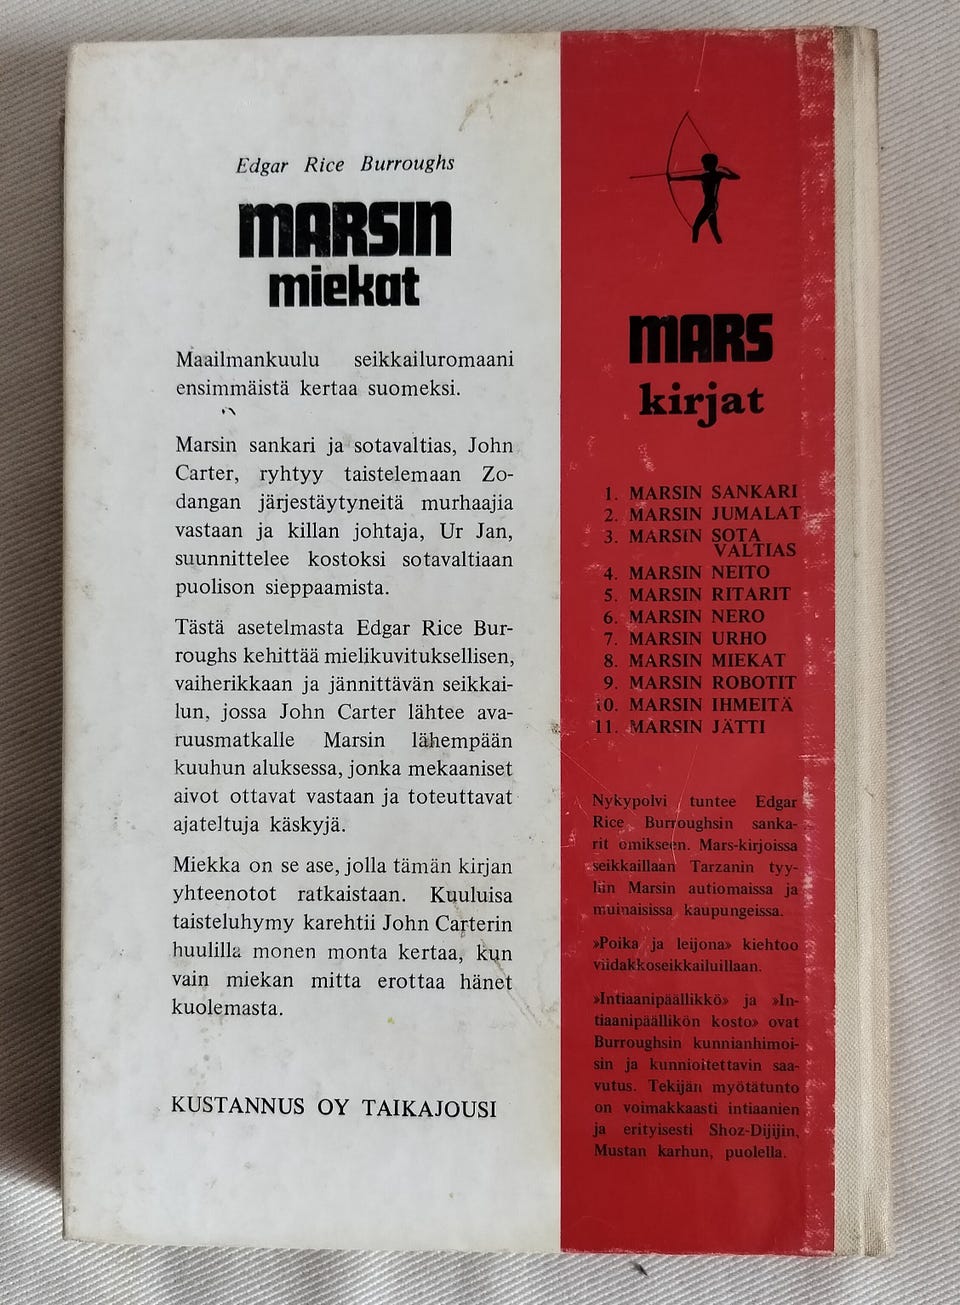 Edgar Rice Burroughs
MARSIN
miekat
Maailmankuulu seikkailuromaani
ensimmäistä kertaa suomeksi.
Marsin sankari ja sotavaltias, John
Carter, ryhtyy taistelemaan Zo-
dangan järjestäytyneitä murhaajia
vastaan ja killan johtaja, Ur Jan,
suunnittelee kostoksi sotavaltiaan
puolison sieppaamista.
Tästä asetelmasta Edgar Rice Bur-
roughs kehittää mielikuvituksellisen,
vaiherikkaan ja jännittävän seikkai-
lun, jossa John Carter lähtee ava-
ruusmatkalle Marsin lähempään
kuuhun aluksessa, jonka mekaaniset
aivot ottavat vastaan ja toteuttavat
ajateltuja käskyjä.
Miekka on se ase, jolla tämän kirjan
yhteenotot ratkaistaan. Kuuluisa
taisteluhymy karehtii John Carterin
huulilla monen monta kertaa, kun
vain miekan mitta erottaa hänet
kuolemasta.
KUSTANNUS OY TAIKAJOUSI
MARS
kirjat
1. MARSIN SANKARI
2. MARSIN JUMALAT
3. MARSIN SOTA
VALTIAS
4. MARSIN NEITO
5. MARSIN RITARIT
6. MARSIN NERO
7. MARSIN URHO
8. MARSIN MIEKAT
9. MARSIN ROBOTIT
10. MARSIN IHMEITÄ
11. MARSIN JÄTTI
Nykypolvi tuntee Edgar
Rice Burroughsin sanka-
rit omikseen. Mars-kirjoissa
seikkaillaan Tarzanin tyy-
liin Marsin autiomaissa ja
muinaisissa kaupungeissa.
»Poika ja leijona» kiehtoo
viidakkoseikkailuillaan.
»Intiaanipäällikkö» ja »In-
tiaanipäällikön kosto» ovat
Burroughsin kunnianhimoi-
sin ja kunnioitettavin saa-
vutus. Tekijän myötätunto
on voimakkaasti intiaanien
ja erityisesti Shoz-Dijijin,
Mustan karhun, puolella.